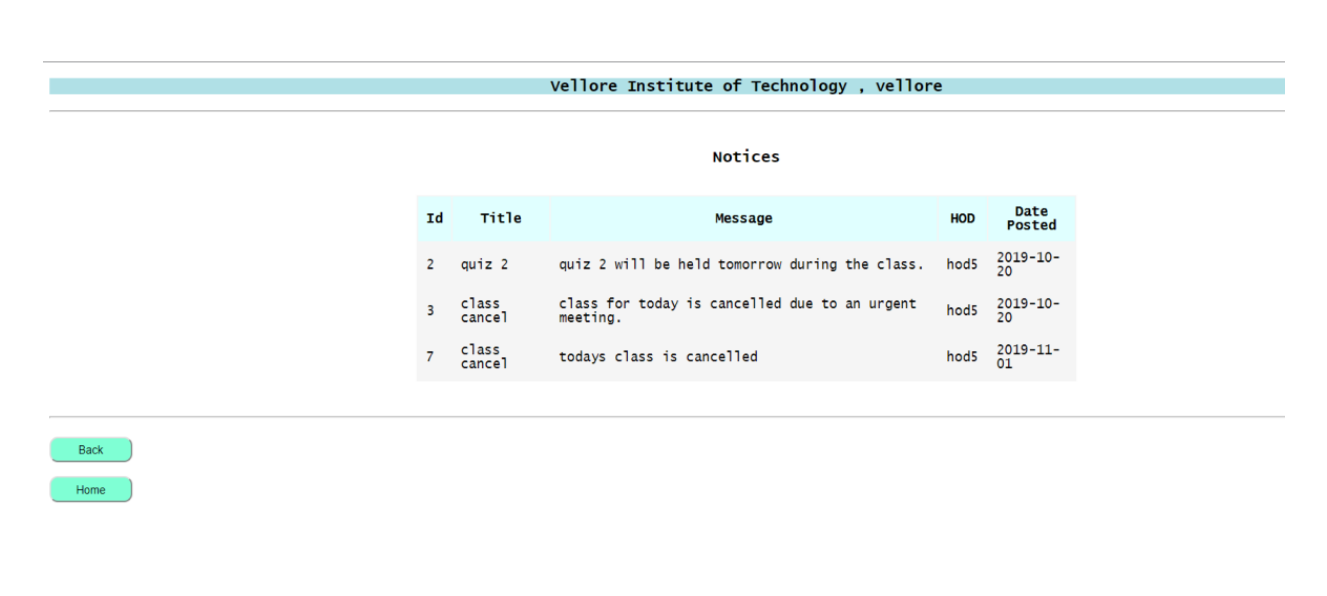 Vellore Institute of Technology , vellore
Notices
Id Title Message HOD Date Posted
2 quiz 2 quiz 2 will be held tomorrow during the class. hod5 2019-10-20
3 class cancel class for today is cancelled due to an urgent meeting. hod5 2019-10-20
7 class cancel todays class is cancelled hod5 2019-11-01
Back
Home